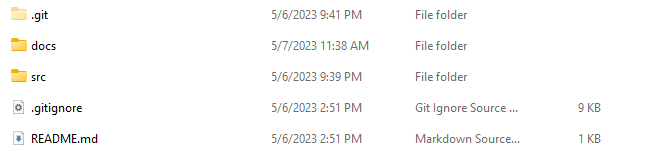 .git 5/6/2023 9:41 PM File folder
docs 5/7/2023 11:38 AM File folder
src 5/6/2023 9:39 PM File folder
.gitignore 5/6/2023 2:51 PM Git Ignore Source ... 9 KB
README.md 5/6/2023 2:51 PM Markdown Source... 1 KB